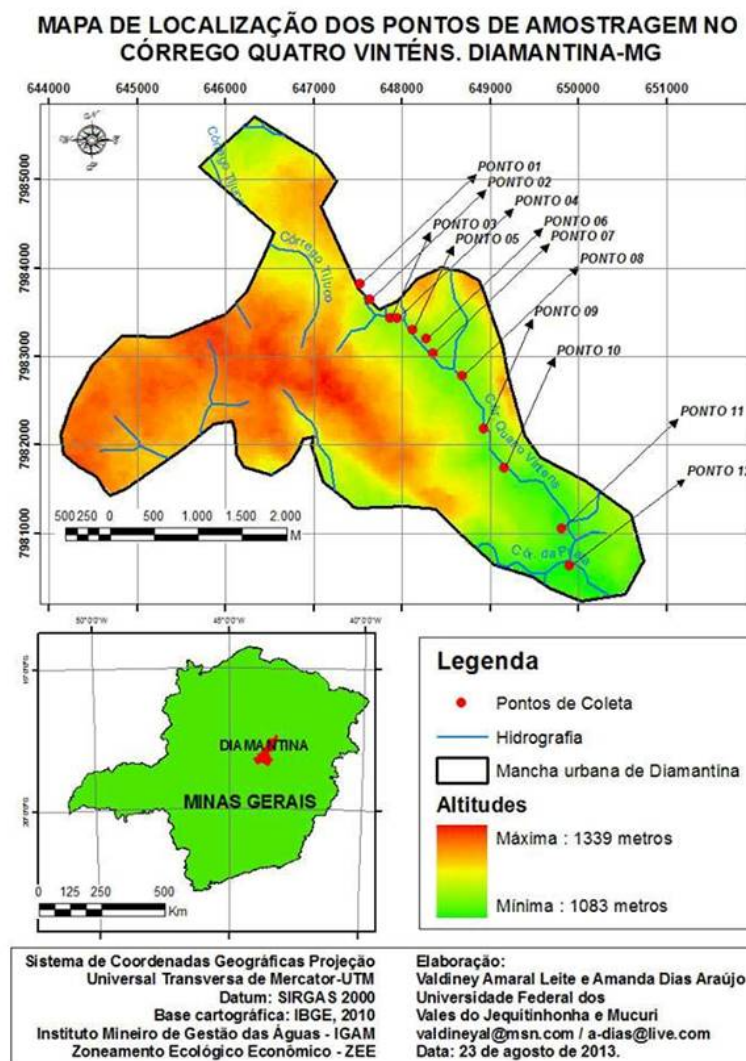 MAPA DE LOCALIZAÇÃO DOS PONTOS DE AMOSTRAGEM NO
CÓRREGO QUATRO VINTÉNS. DIAMANTINA-MG
644000 645000 646000 647000 648000 649000 650000 651000
7985000
7984000
7983000
7982000
7981000
Córrego Tijuco
Córrego Tijuco
PONTO 01
PONTO 02
PONTO 04
PONTO 03
PONTO 06
PONTO 05
PONTO 07
PONTO 08
PONTO 09
PONTO 10
PONTO 11
PONTO 12
Cór. Quatro Vinténs
Cór. da Prata
500 250 0 500 1.000 1.500 2.000
M
50°0'0"W 45°0'0"W 40°0'0"W
DIAMANTINA
MINAS GERAIS
0 125 250 500
Km
Legenda
Pontos de Coleta
Hidrografia
Mancha urbana de Diamantina
Altitudes
Máxima : 1339 metros
Mínima : 1083 metros
Sistema de Coordenadas Geográficas Projeção
Universal Transversa de Mercator-UTM
Datum: SIRGAS 2000
Base cartográfica: IBGE, 2010
Instituto Mineiro de Gestão das Águas - IGAM
Zoneamento Ecológico Econômico - ZEE
Elaboração:
Valdiney Amaral Leite e Amanda Dias Araújo
Universidade Federal dos
Vales do Jequitinhonha e Mucuri
valdineyal@msn.com / a-dias@live.com
Data: 23 de agosto de 2013.